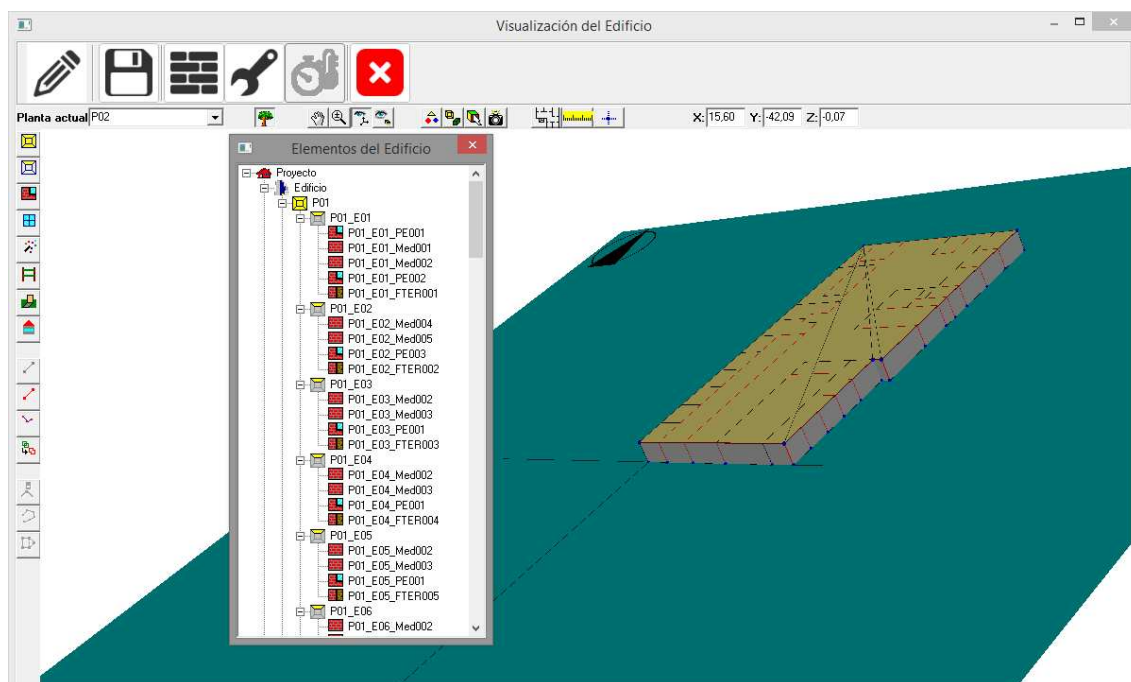 Visualización del Edificio
Planta actual P02
X: 15,60 Y: -42,09 Z: -0,07
Elementos del Edificio
Proyecto
Edificio
P01
P01_E01
P01_E01_PE001
P01_E01_Med001
P01_E01_Med002
P01_E01_PE002
P01_E01_FTER001
P01_E02
P01_E02_Med004
P01_E02_Med005
P01_E02_PE003
P01_E02_FTER002
P01_E03
P01_E03_Med002
P01_E03_Med003
P01_E03_PE001
P01_E03_FTER003
P01_E04
P01_E04_Med002
P01_E04_Med003
P01_E04_PE001
P01_E04_FTER004
P01_E05
P01_E05_Med002
P01_E05_Med003
P01_E05_PE001
P01_E05_FTER005
P01_E06
P01_E06_Med002